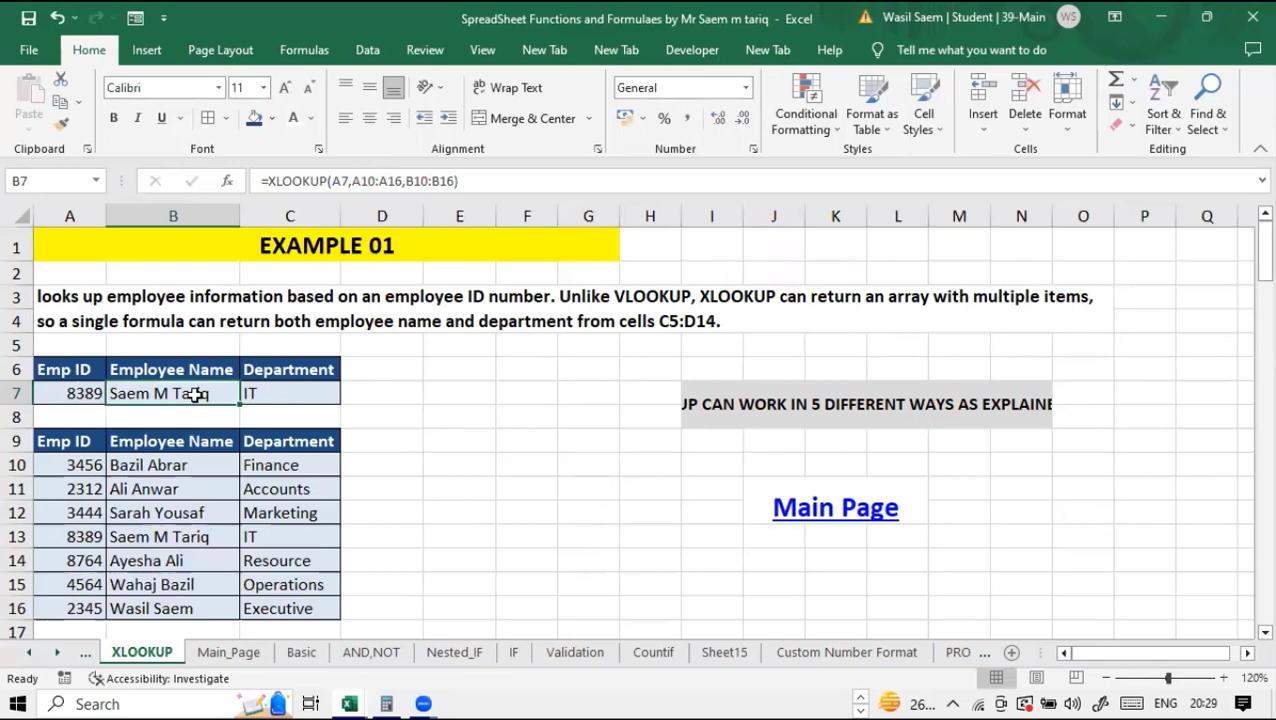 SpreadSheet Functions and Formulaes by Mr Saem m tariq - Excel
Wasil Saem | Student | 39-Main
WS
File Home Insert Page Layout Formulas Data Review View New Tab New Tab Developer New Tab Help Tell me what you want to do
Paste
Calibri 11
B I U
Wrap Text
Merge & Center
General
Conditional Formatting
Format as Table
Cell Styles
Insert
Delete
Format
Sort & Filter
Find & Select
Clipboard Font Alignment Number Styles Cells Editing
B7
=XLOOKUP(A7,A10:A16,B10:B16)
A B C D E F G H I J K L M N O P Q
1 EXAMPLE 01
2
3 looks up employee information based on an employee ID number. Unlike VLOOKUP, XLOOKUP can return an array with multiple items,
4 so a single formula can return both employee name and department from cells C5:D14.
5
6 Emp ID Employee Name Department
7 8389 Saem M Tariq IT
UP CAN WORK IN 5 DIFFERENT WAYS AS EXPLAINE
8
9 Emp ID Employee Name Department
10 3456 Bazil Abrar Finance
11 2312 Ali Anwar Accounts
12 3444 Sarah Yousaf Marketing
Main Page
13 8389 Saem M Tariq IT
14 8764 Ayesha Ali Resource
15 4564 Wahaj Bazil Operations
16 2345 Wasil Saem Executive
17
... XLOOKUP Main_Page Basic AND,NOT Nested_IF IF Validation Countif Sheet15 Custom Number Format PRO ...
Ready Accessibility: Investigate 120%
Search 26... ENG 20:29